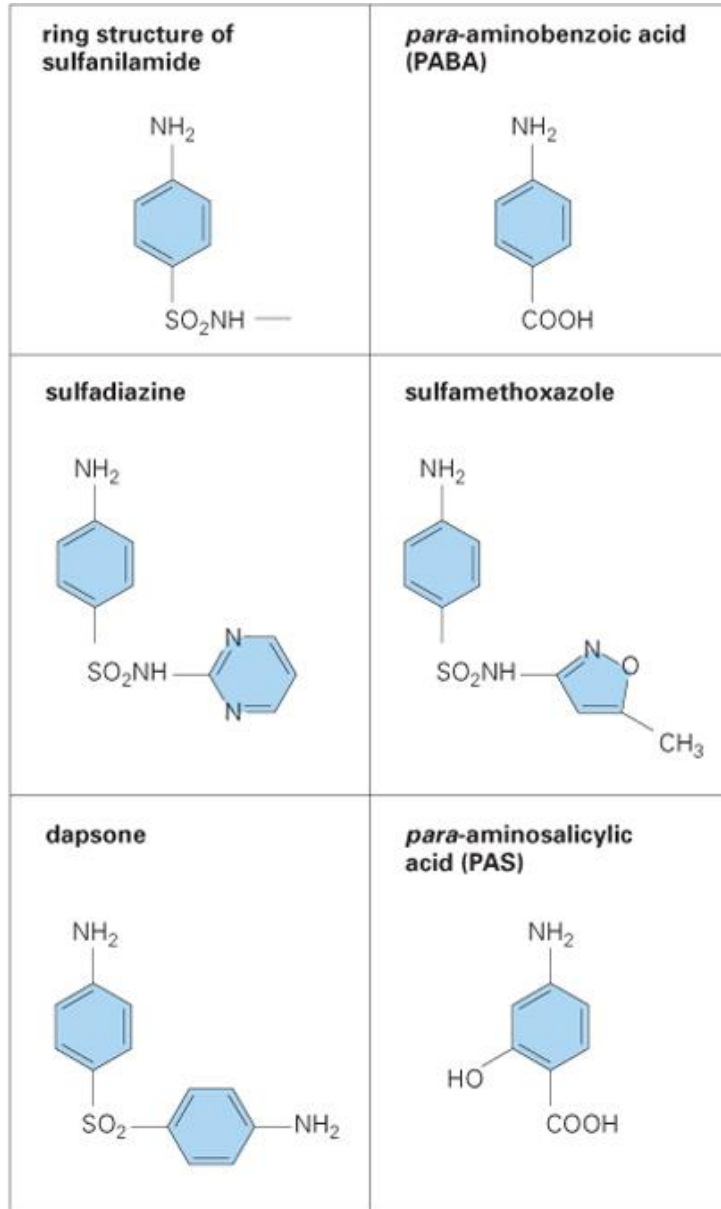 ring structure of
sulfanilamide
NH₂
SO₂NH
para-aminobenzoic acid
(PABA)
NH₂
COOH
sulfadiazine
NH₂
SO₂NH
N
N
sulfamethoxazole
NH₂
SO₂NH
N
O
CH₃
dapsone
NH₂
SO₂
NH₂
para-aminosalicylic
acid (PAS)
NH₂
HO
COOH